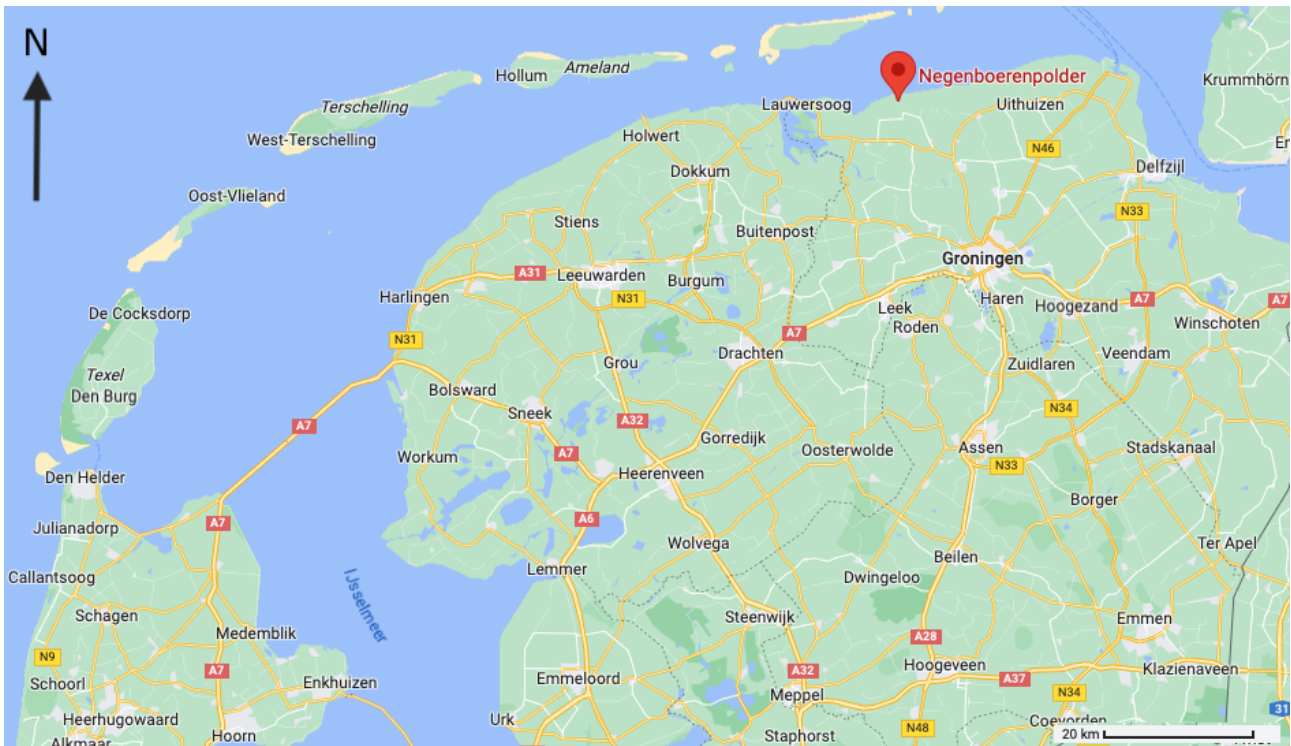 N
Hollum
Ameland
Negenboerenpolder
Krummhörn
Terschelling
Lauwersoog
Uithuizen
West-Terschelling
Holwert
N46
Dokkum
Delfzijl
Oost-Vlieland
Stiens
Buitenpost
N33
A31
Leeuwarden
Burgum
Groningen
Harlingen
N31
Haren
Hoogezand
A7
A7
De Cocksdorp
Leek
Roden
Winschoten
N31
A7
Drachten
Veendam
Texel
Grou
Zuidlaren
Den Burg
Bolsward
Sneek
A32
N34
A7
Gorredijk
Assen
Stadskanaal
Workum
A7
Oosterwolde
N33
Den Helder
Heerenveen
Borger
Julianadorp
A7
A6
Wolvega
Ter Apel
Callantsoog
Lemmer
Beilen
Dwingeloo
IJsselmeer
Schagen
Steenwijk
Emmen
Medemblik
A28
N9
A7
A32
Hoogeveen
Klazienaveen
Schoorl
Enkhuizen
Emmeloord
A37
Meppel
N34
Heerhugowaard
Urk
N48
Coevorden
31
Alkmaar
Hoorn
Staphorst
20 km